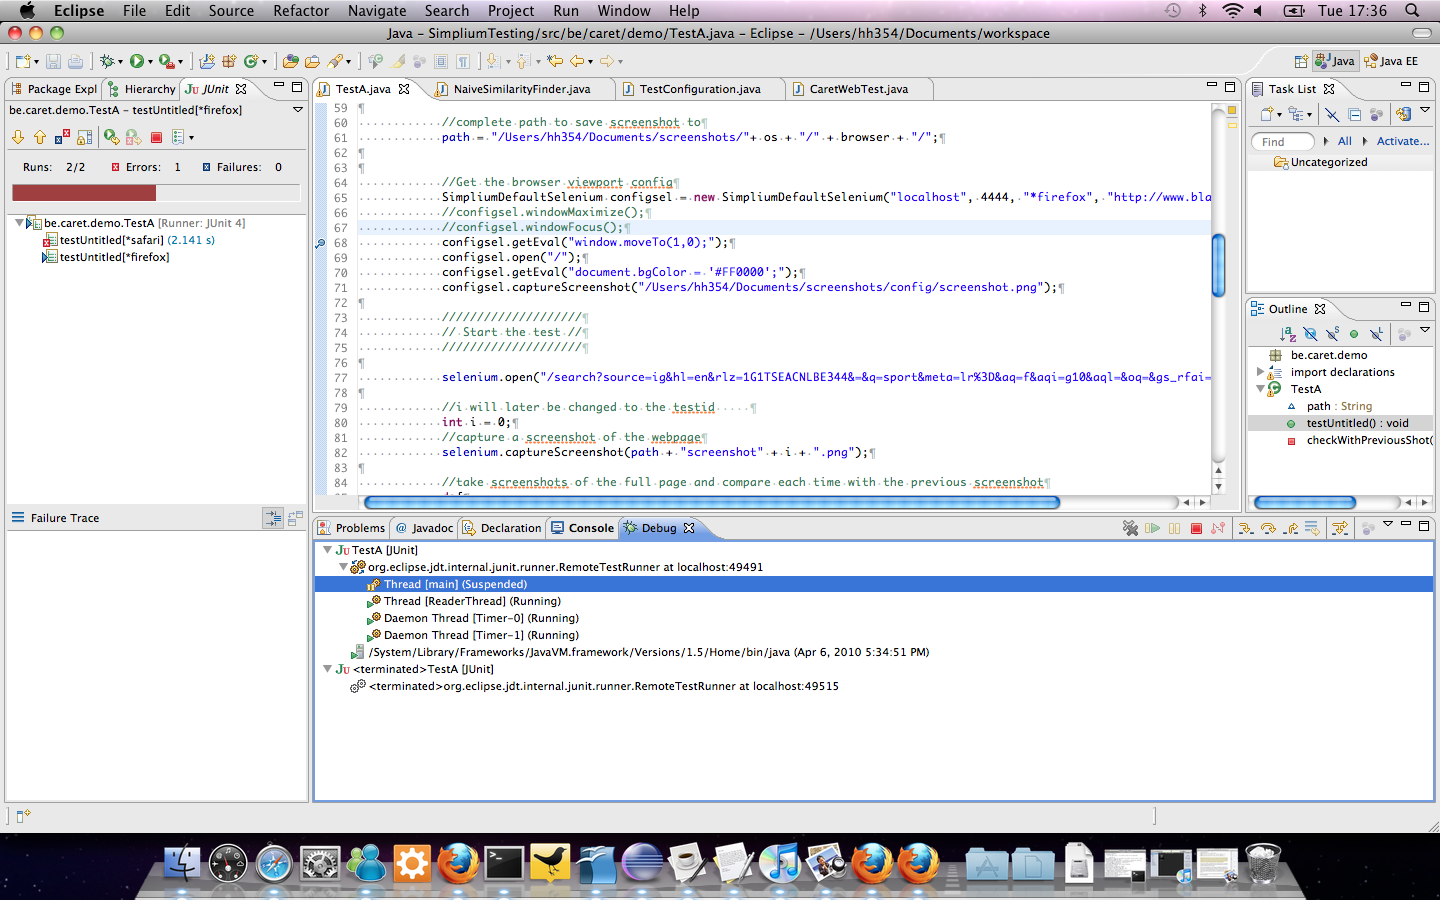 Eclipse File Edit Source Refactor Navigate Search Project Run Window Help Tue 17:36
Java – SimpliumTesting/src/be/caret/demo/TestA.java – Eclipse – /Users/hh354/Documents/workspace
Java Java EE
Package Expl Hierarchy JUnit
be.caret.demo.TestA – testUntitled[*firefox]
Runs: 2/2 Errors: 1 Failures: 0
be.caret.demo.TestA [Runner: JUnit 4]
testUntitled[*safari] (2.141 s)
testUntitled[*firefox]
Failure Trace
TestA.java NaiveSimilarityFinder.java TestConfiguration.java CaretWebTest.java
59
60 //complete path to save screenshot to
61 path = "/Users/hh354/Documents/screenshots/"+ os + "/" + browser + "/";
62
63
64 //Get the browser viewport config
65 SimpliumDefaultSelenium configsel = new SimpliumDefaultSelenium("localhost", 4444, "*firefox", "http://www.bla
66 //configsel.windowMaximize();
67 //configsel.windowFocus();
68 configsel.getEval("window.moveTo(1,0);");
69 configsel.open("/");
70 configsel.getEval("document.bgColor = '#FF0000';");
71 configsel.captureScreenshot("/Users/hh354/Documents/screenshots/config/screenshot.png");
72
73 ////////////////////
74 // Start the test //
75 ////////////////////
76
77 selenium.open("/search?source=ig&hl=en&rlz=1G1TSEACNLBE344&=&q=sport&meta=lr%3D&aq=f&aqi=g10&aql=&oq=&gs_rfai=
78
79 //i will later be changed to the testid
80 int i = 0;
81 //capture a screenshot of the webpage
82 selenium.captureScreenshot(path + "screenshot" + i + ".png");
83
84 //take screenshots of the full page and compare each time with the previous screenshot
Task List
Find All Activate...
Uncategorized
Outline
be.caret.demo
import declarations
TestA
path : String
testUntitled() : void
checkWithPreviousShot(
Problems Javadoc Declaration Console Debug
TestA [JUnit]
org.eclipse.jdt.internal.junit.runner.RemoteTestRunner at localhost:49491
Thread [main] (Suspended)
Thread [ReaderThread] (Running)
Daemon Thread [Timer-0] (Running)
Daemon Thread [Timer-1] (Running)
/System/Library/Frameworks/JavaVM.framework/Versions/1.5/Home/bin/java (Apr 6, 2010 5:34:51 PM)
<terminated>TestA [JUnit]
<terminated>org.eclipse.jdt.internal.junit.runner.RemoteTestRunner at localhost:49515